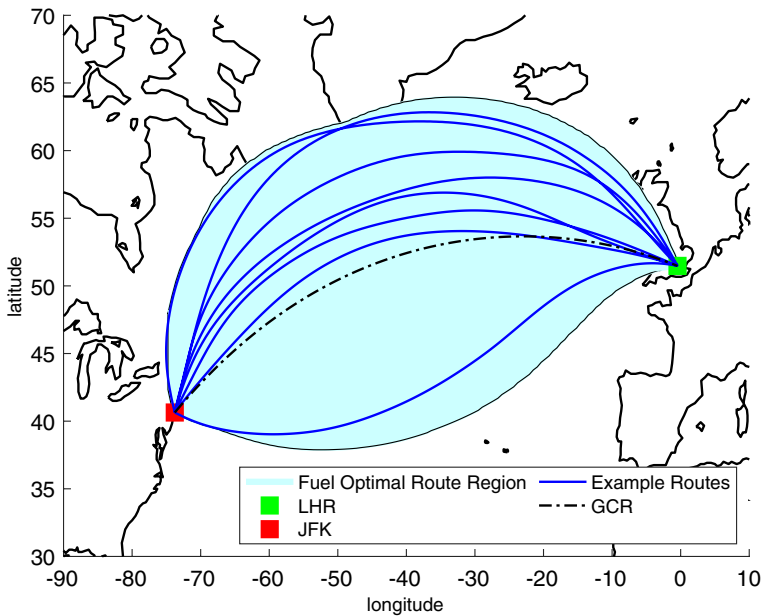 70
65
60
55
50
45
40
35
30
latitude
-90 -80 -70 -60 -50 -40 -30 -20 -10 0 10
longitude
Fuel Optimal Route Region
LHR
JFK
Example Routes
GCR